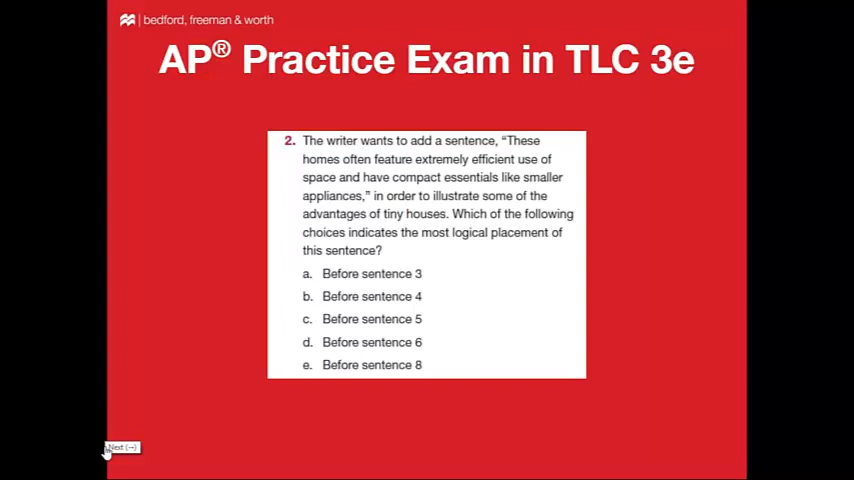 bedford, freeman & worth
AP® Practice Exam in TLC 3e
2. The writer wants to add a sentence, “These
homes often feature extremely efficient use of
space and have compact essentials like smaller
appliances,” in order to illustrate some of the
advantages of tiny houses. Which of the following
choices indicates the most logical placement of
this sentence?
a. Before sentence 3
b. Before sentence 4
c. Before sentence 5
d. Before sentence 6
e. Before sentence 8
Next (→)